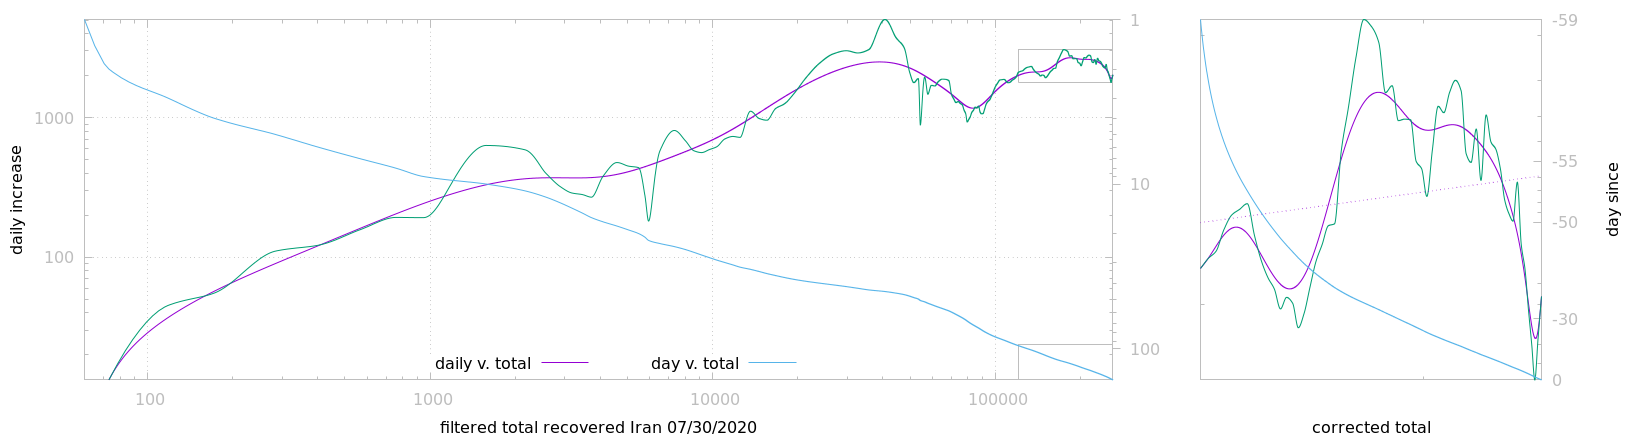 1
-59
1000
daily increase
10
-55
-50
day since
100
-30
daily v. total
day v. total
100
0
100
1000
10000
100000
filtered total recovered Iran 07/30/2020
corrected total